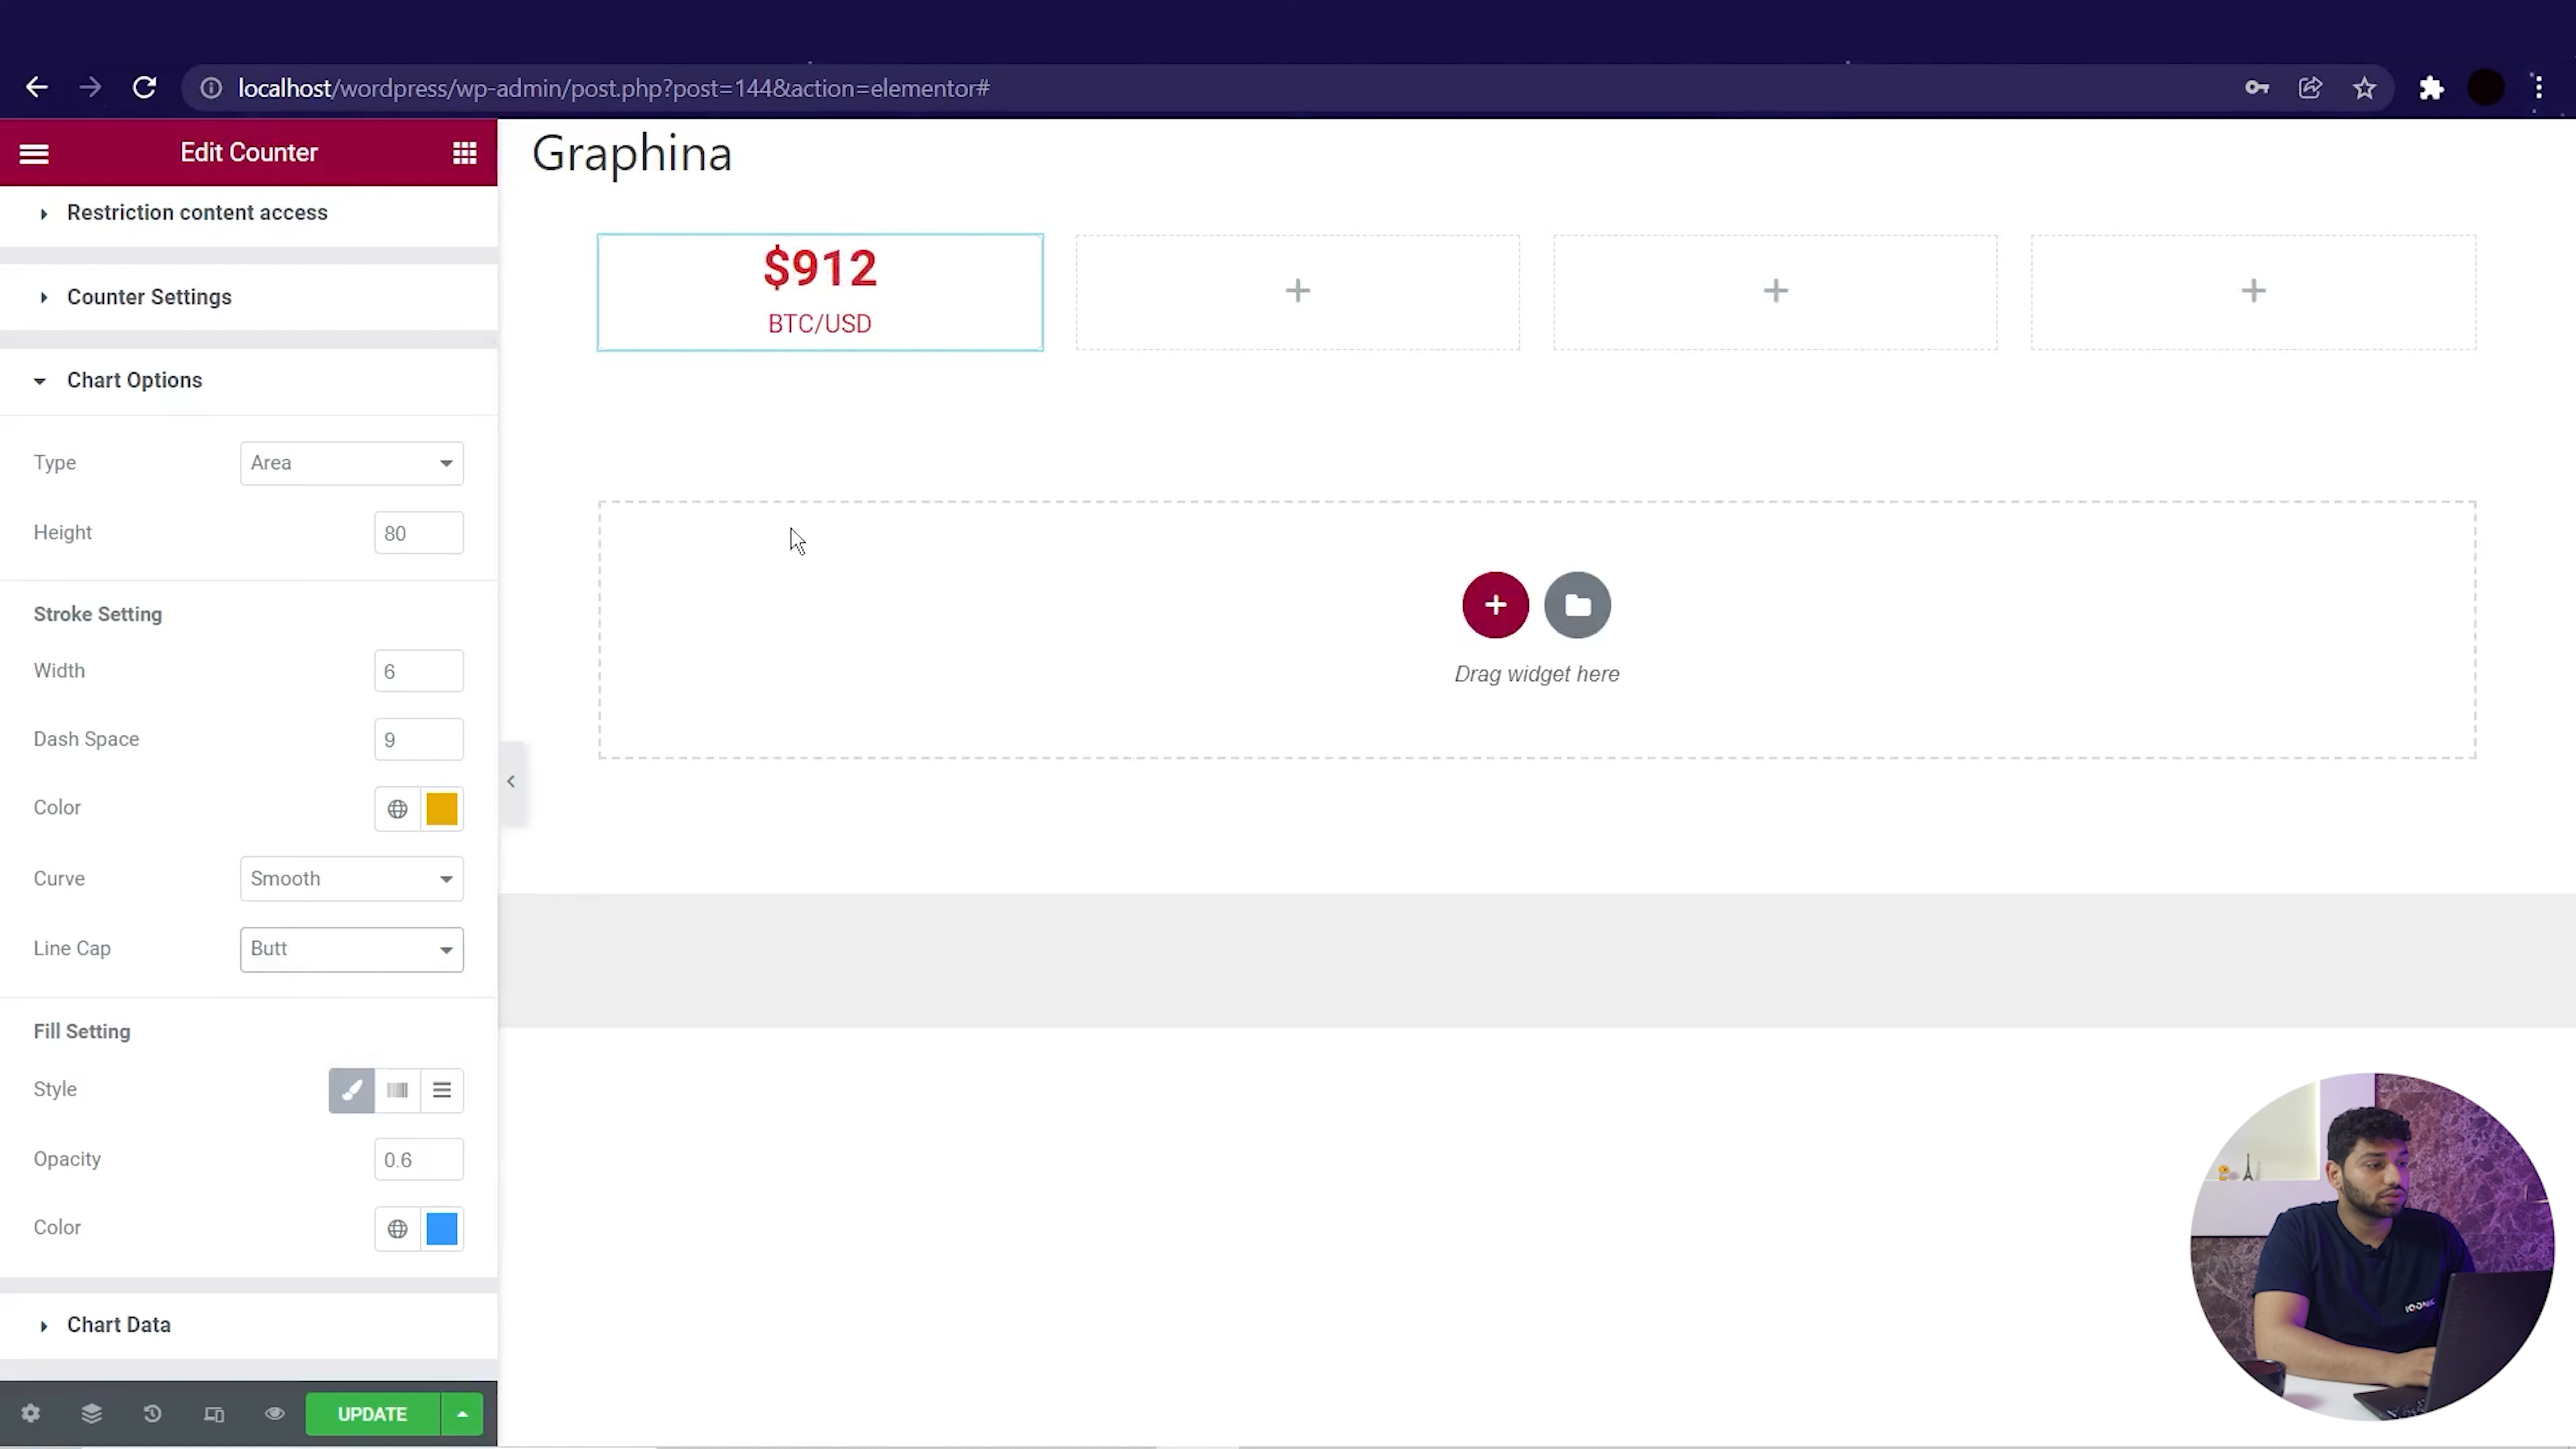 localhost/wordpress/wp-admin/post.php?post=144&action=elementor#
Edit Counter
Restriction content access
Counter Settings
Chart Options
Type
Area
Height
80
Stroke Setting
Width
6
Dash Space
9
Color
Curve
Smooth
Line Cap
Butt
Fill Setting
Style
Opacity
0.6
Color
Chart Data
UPDATE
Graphina
$912
BTC/USD
Drag widget here